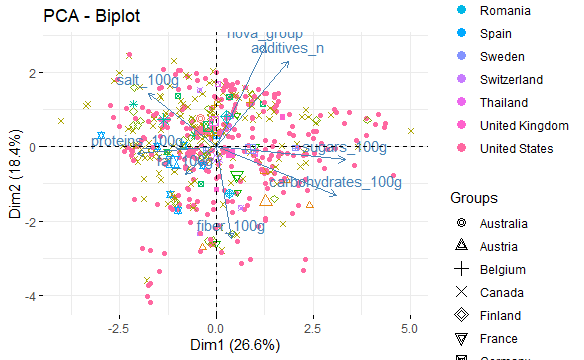 PCA - Biplot
nova_group
additives_n
salt_100g
proteins_100g
sugars_100g
carbohydrates_100g
fiber_100g
2
0
-2
-4
-2.5
0.0
2.5
5.0
Dim1 (26.6%)
Dim2 (18.4%)
Romania
Spain
Sweden
Switzerland
Thailand
United Kingdom
United States
Groups
Australia
Austria
Belgium
Canada
Finland
France
Germany